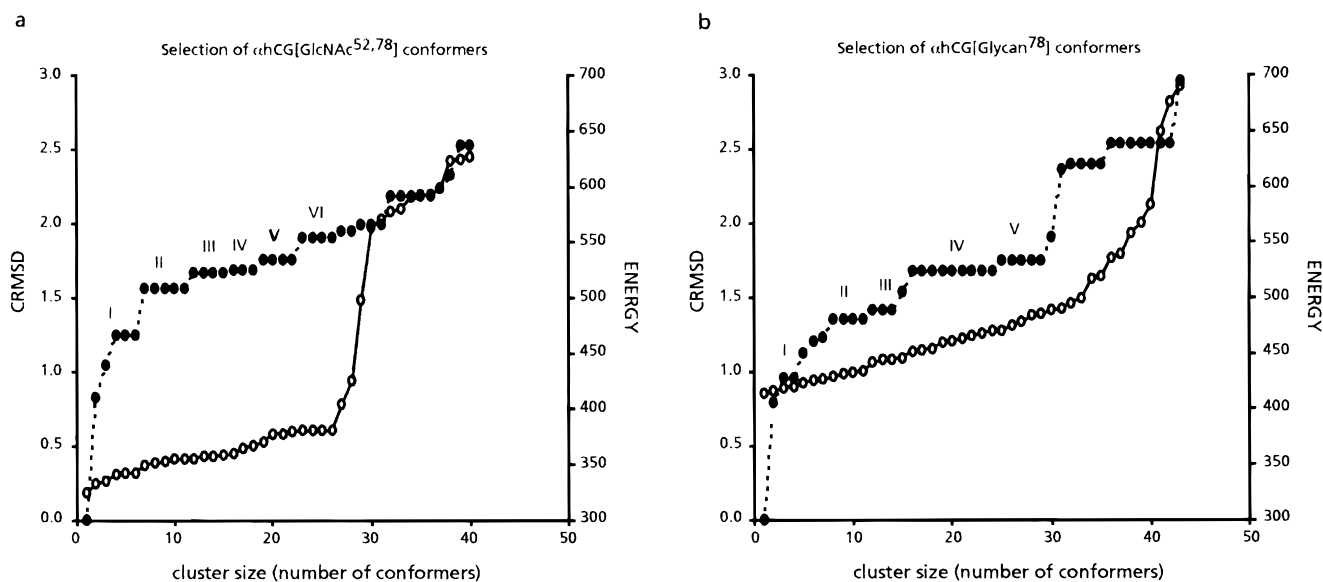 a
Selection of αhCG[GlcNAc52,78] conformers
3.0
2.5
2.0
1.5
1.0
0.5
0.0
CRMSD
700
650
600
550
500
450
400
350
300
ENERGY
I
II
III
IV
V
VI
0
10
20
30
40
50
cluster size (number of conformers)
b
Selection of αhCG[Glycan78] conformers
3.0
2.5
2.0
1.5
1.0
0.5
0.0
CRMSD
700
650
600
550
500
450
400
350
300
ENERGY
I
II
III
IV
V
0
10
20
30
40
50
cluster size (number of conformers)